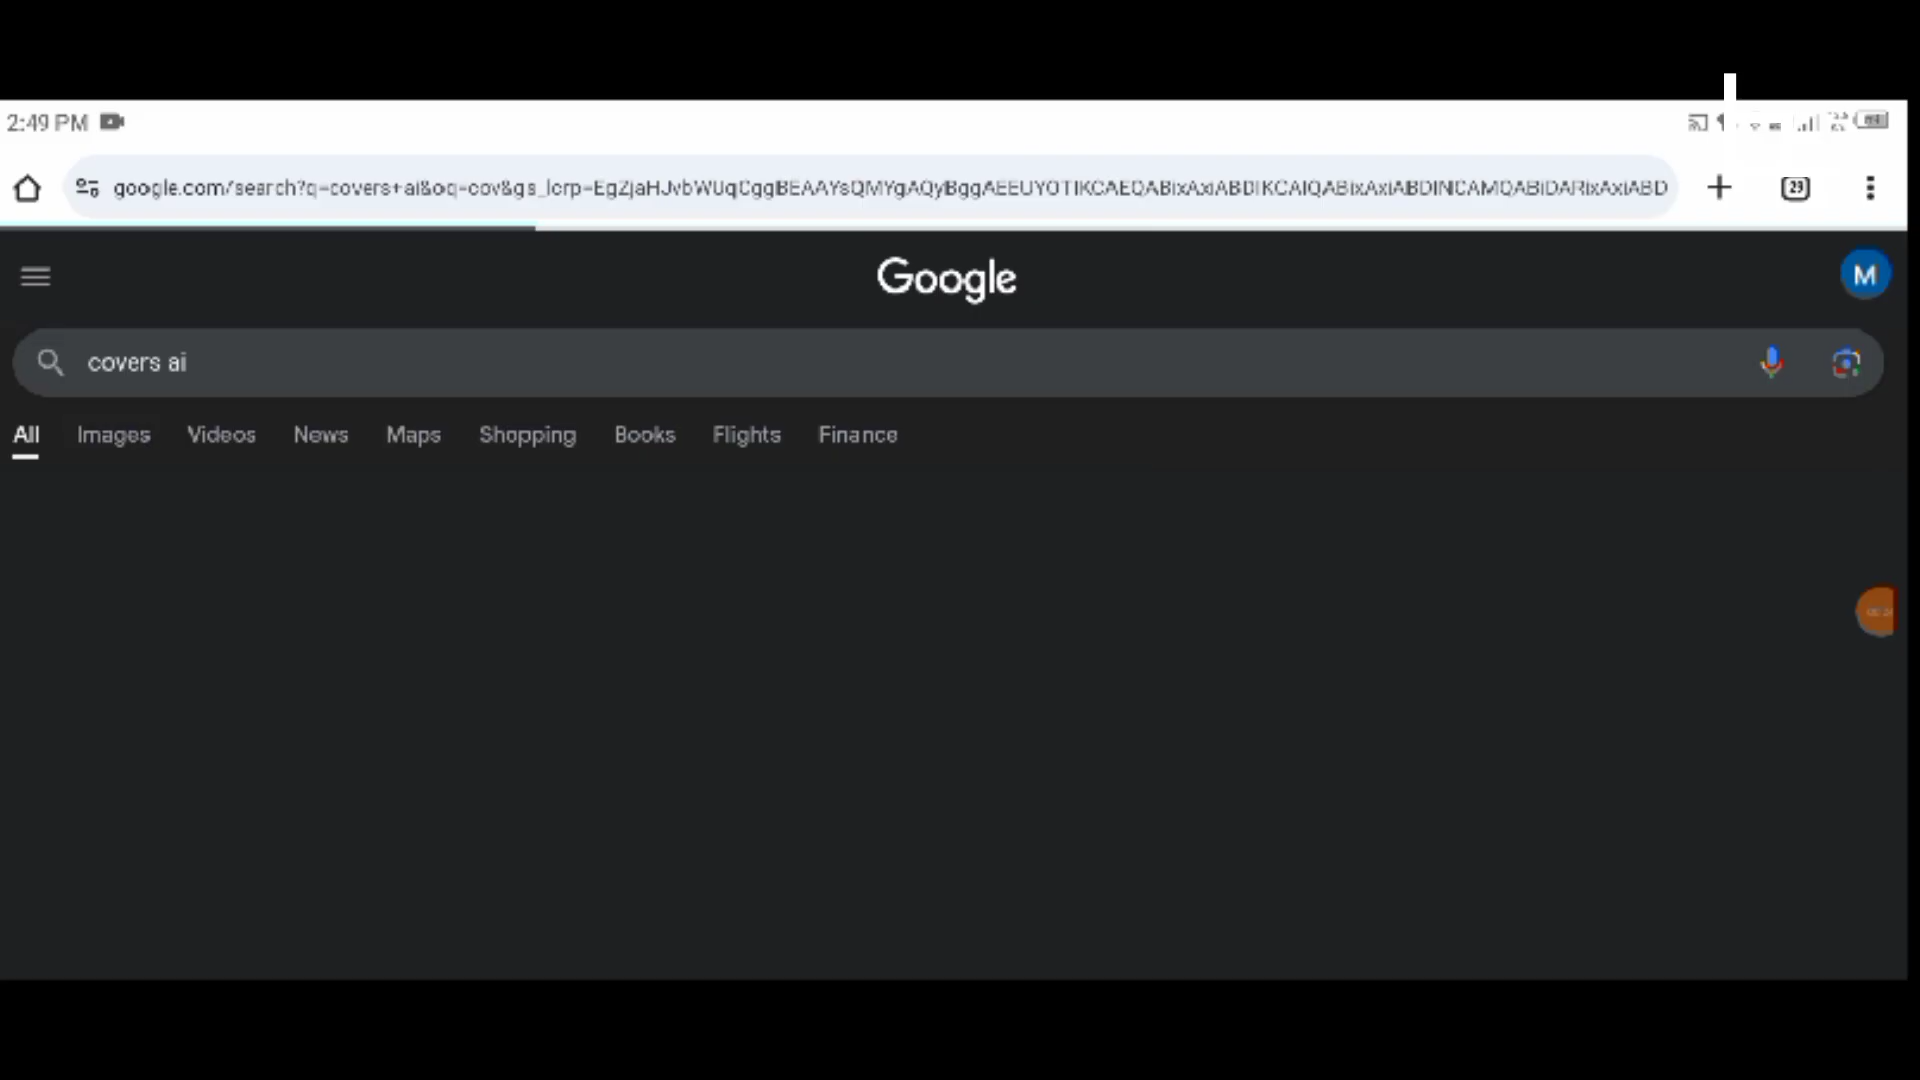 2:49 PM
google.com/search?q=covers+ai&oq=cov&gs_lcrp=
29
Google
M
covers ai
All Images Videos News Maps Shopping Books Flights Finance